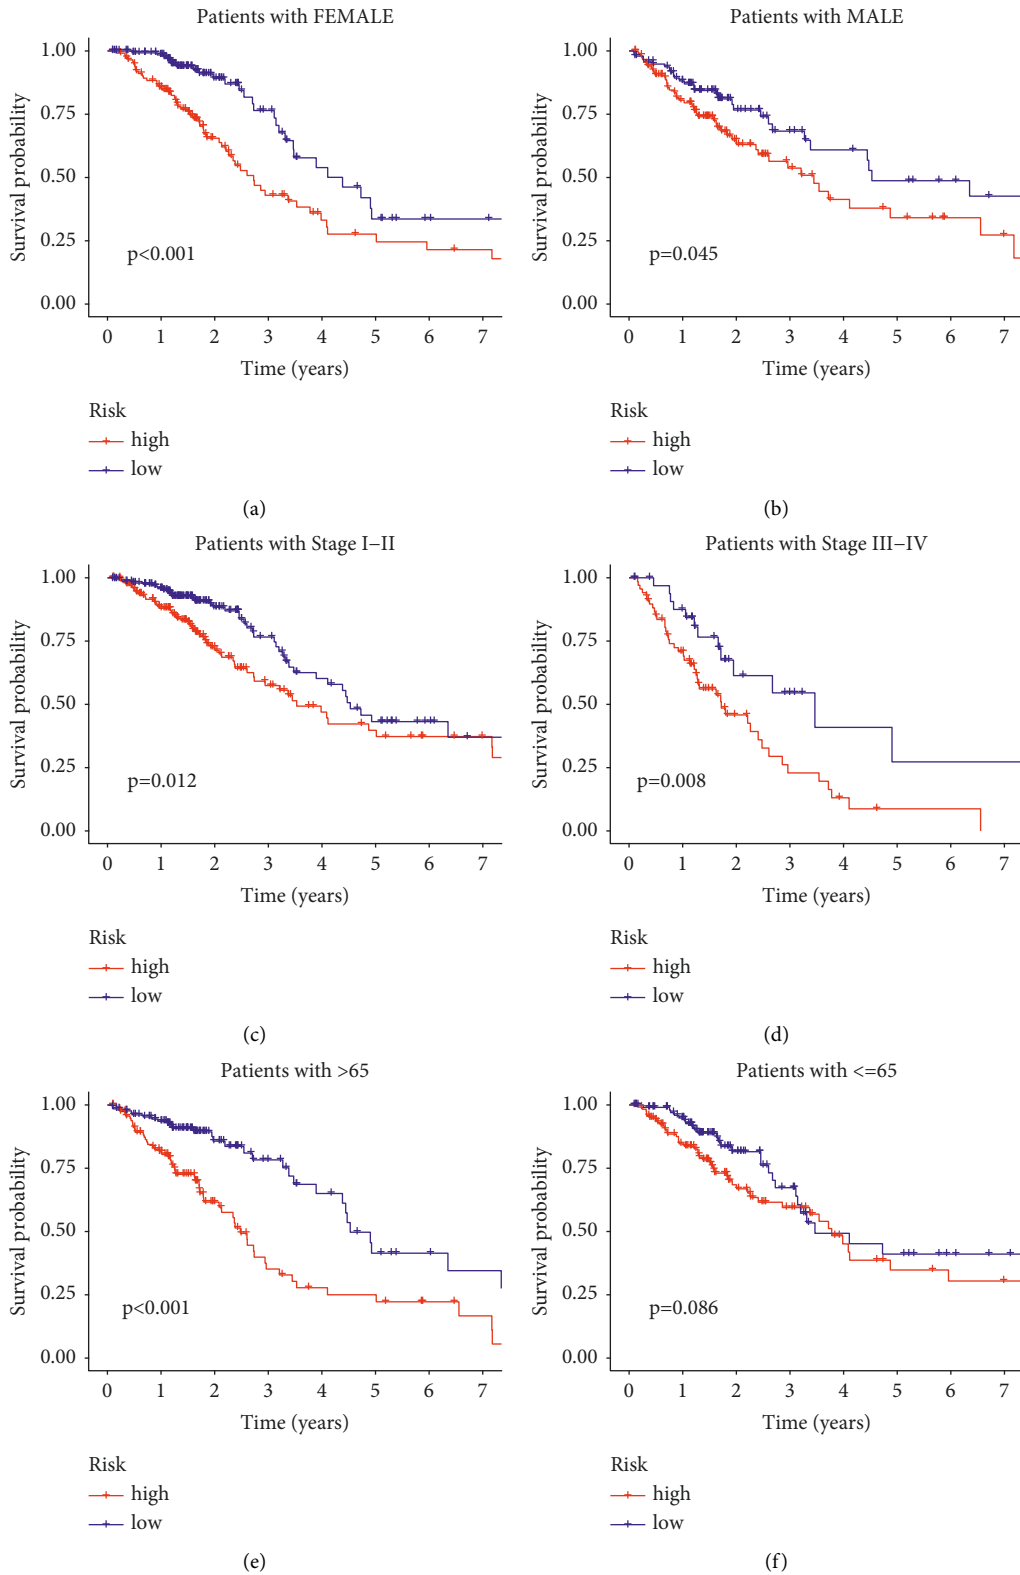 Patients with FEMALE
Survival probability
1.00
0.75
0.50
0.25
0.00
p<0.001
0 1 2 3 4 5 6 7
Time (years)
Risk
high
low
(a)
Patients with MALE
Survival probability
1.00
0.75
0.50
0.25
0.00
p=0.045
0 1 2 3 4 5 6 7
Time (years)
Risk
high
low
(b)
Patients with Stage I−II
Survival probability
1.00
0.75
0.50
0.25
0.00
p=0.012
0 1 2 3 4 5 6 7
Time (years)
Risk
high
low
(c)
Patients with Stage III−IV
Survival probability
1.00
0.75
0.50
0.25
0.00
p=0.008
0 1 2 3 4 5 6 7
Time (years)
Risk
high
low
(d)
Patients with >65
Survival probability
1.00
0.75
0.50
0.25
0.00
p<0.001
0 1 2 3 4 5 6 7
Time (years)
Risk
high
low
(e)
Patients with <=65
Survival probability
1.00
0.75
0.50
0.25
0.00
p=0.086
0 1 2 3 4 5 6 7
Time (years)
Risk
high
low
(f)